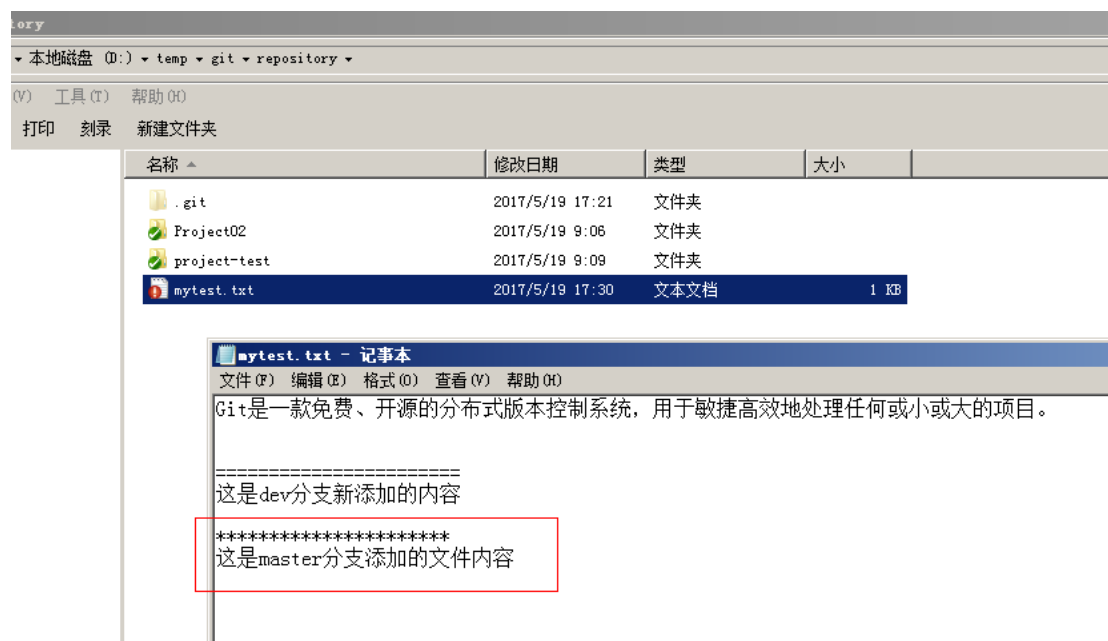 tory
本地磁盘 (D:) temp git repository
(V) 工具(T) 帮助(H)
打印 刻录 新建文件夹
名称 修改日期 类型 大小
.git 2017/5/19 17:21 文件夹
Project02 2017/5/19 9:06 文件夹
project-test 2017/5/19 9:09 文件夹
mytest.txt 2017/5/19 17:30 文本文档 1 KB
mytest.txt - 记事本
文件(F) 编辑(E) 格式(O) 查看(V) 帮助(H)
Git是一款免费、开源的分布式版本控制系统，用于敏捷高效地处理任何或小或大的项目。
=======================
这是dev分支新添加的内容
**********************
这是master分支添加的文件内容